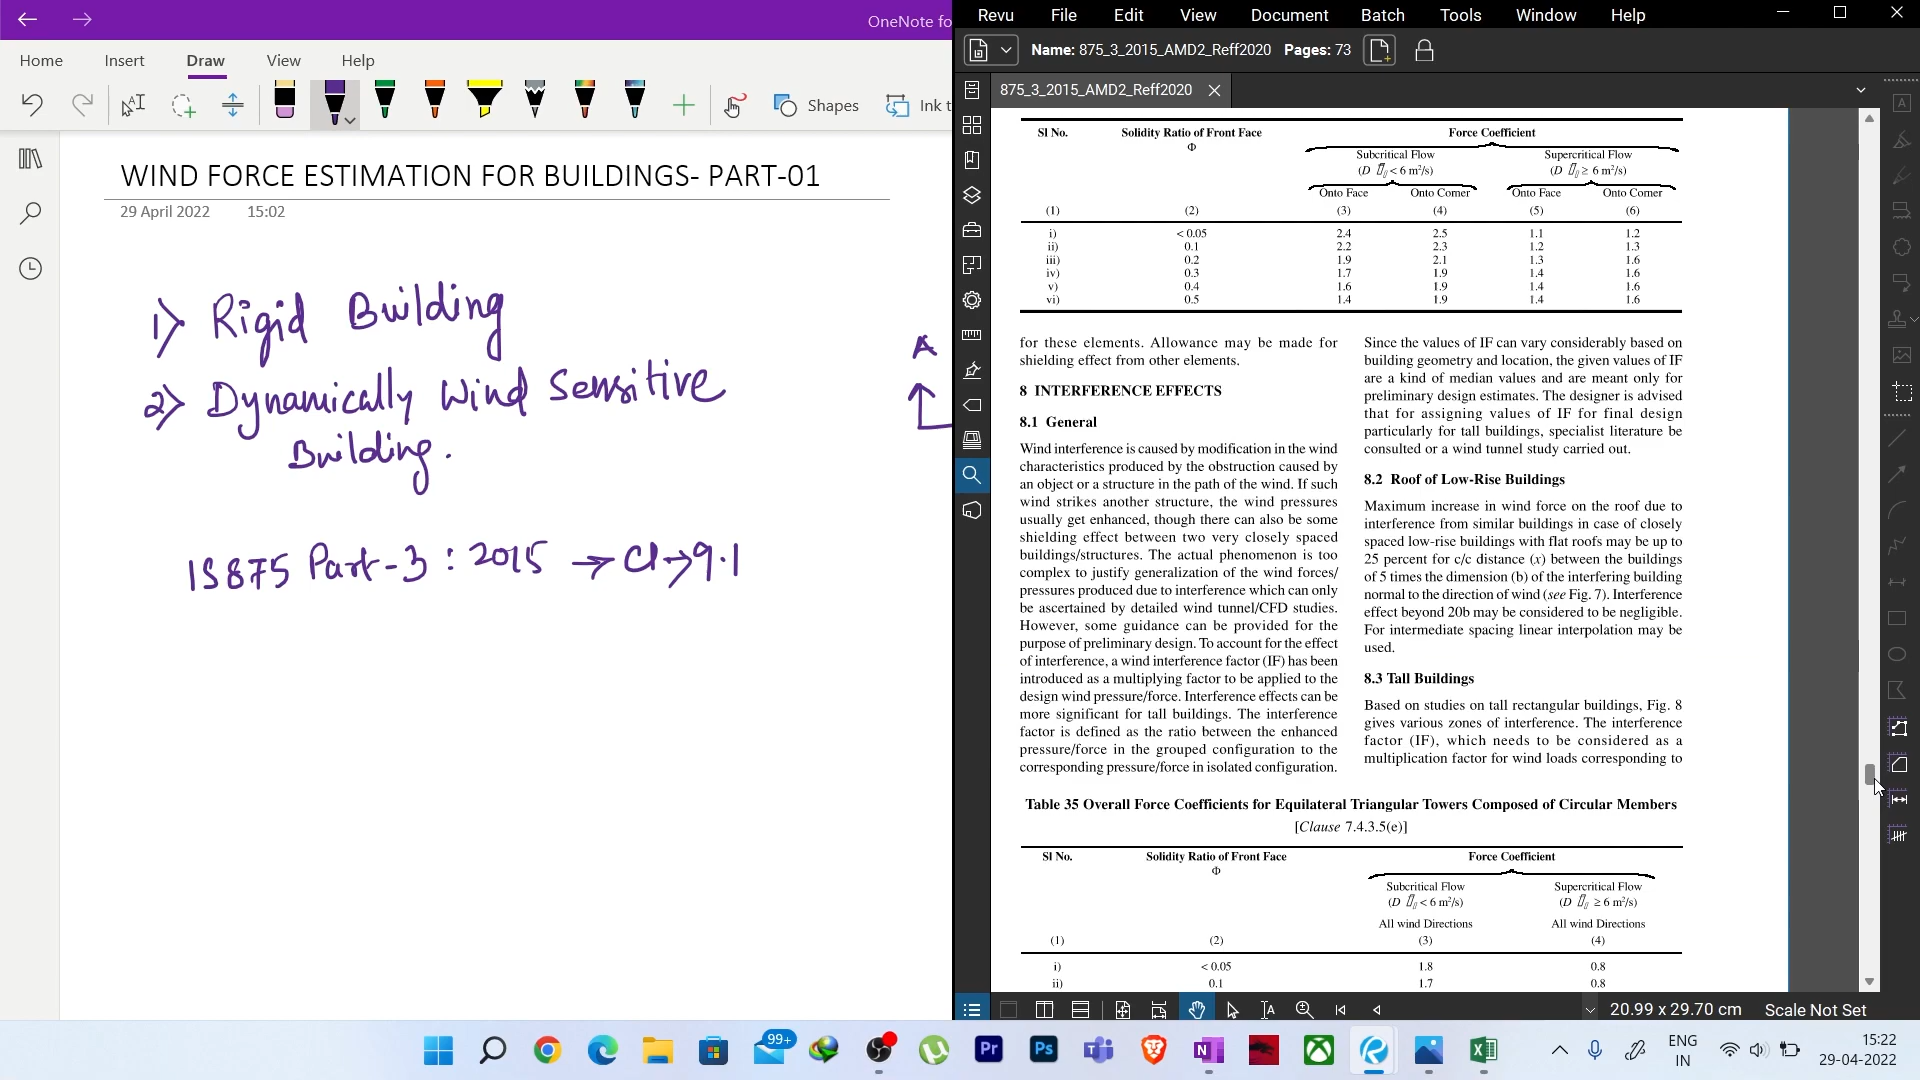 OneNote fo
Home Insert Draw View Help
Shapes
Ink t
WIND FORCE ESTIMATION FOR BUILDINGS- PART-01
29 April 2022 15:02
1) Rigid Building
2) Dynamically Wind Sensitive
Building.
IS875 Part-3 : 2015 → Cl → 9.1
A
Revu File Edit View Document Batch Tools Window Help
Name: 875_3_2015_AMD2_Reff2020 Pages: 73
875_3_2015_AMD2_Reff2020
Sl No. Solidity Ratio of Front Face Force Coefficient
Φ
Subcritical Flow Supercritical Flow
(D < 6 m²/s) (D ≥ 6 m²/s)
Onto Face Onto Corner Onto Face Onto Corner
(1) (2) (3) (4) (5) (6)
i) < 0.05 2.4 2.5 1.1 1.2
ii) 0.1 2.2 2.3 1.2 1.3
iii) 0.2 1.9 2.1 1.3 1.6
iv) 0.3 1.7 1.9 1.4 1.6
v) 0.4 1.6 1.9 1.4 1.6
vi) 0.5 1.4 1.9 1.4 1.6
for these elements. Allowance may be made for
shielding effect from other elements.
8 INTERFERENCE EFFECTS
8.1 General
Wind interference is caused by modification in the wind
characteristics produced by the obstruction caused by
an object or a structure in the path of the wind. If such
wind strikes another structure, the wind pressures
usually get enhanced, though there can also be some
shielding effect between two very closely spaced
buildings/structures. The actual phenomenon is too
complex to justify generalization of the wind forces/
pressures produced due to interference which can only
be ascertained by detailed wind tunnel/CFD studies.
However, some guidance can be provided for the
purpose of preliminary design. To account for the effect
of interference, a wind interference factor (IF) has been
introduced as a multiplying factor to be applied to the
design wind pressure/force. Interference effects can be
more significant for tall buildings. The interference
factor is defined as the ratio between the enhanced
pressure/force in the grouped configuration to the
corresponding pressure/force in isolated configuration.
Since the values of IF can vary considerably based on
building geometry and location, the given values of IF
are a kind of median values and are meant only for
preliminary design estimates. The designer is advised
that for assigning values of IF for final design
particularly for tall buildings, specialist literature be
consulted or a wind tunnel study carried out.
8.2 Roof of Low-Rise Buildings
Maximum increase in wind force on the roof due to
interference from similar buildings in case of closely
spaced low-rise buildings with flat roofs may be up to
25 percent for c/c distance (x) between the buildings
of 5 times the dimension (b) of the interfering building
normal to the direction of wind (see Fig. 7). Interference
effect beyond 20b may be considered to be negligible.
For intermediate spacing linear interpolation may be
used.
8.3 Tall Buildings
Based on studies on tall rectangular buildings, Fig. 8
gives various zones of interference. The interference
factor (IF), which needs to be considered as a
multiplication factor for wind loads corresponding to
Table 35 Overall Force Coefficients for Equilateral Triangular Towers Composed of Circular Members
[Clause 7.4.3.5(e)]
Sl No. Solidity Ratio of Front Face Force Coefficient
Φ
Subcritical Flow Supercritical Flow
(D < 6 m²/s) (D ≥ 6 m²/s)
All wind Directions All wind Directions
(1) (2) (3) (4)
i) < 0.05 1.8 0.8
ii) 0.1 1.7 0.8
20.99 x 29.70 cm Scale Not Set
99+
Pr
Ps
ENG
IN
15:22
29-04-2022